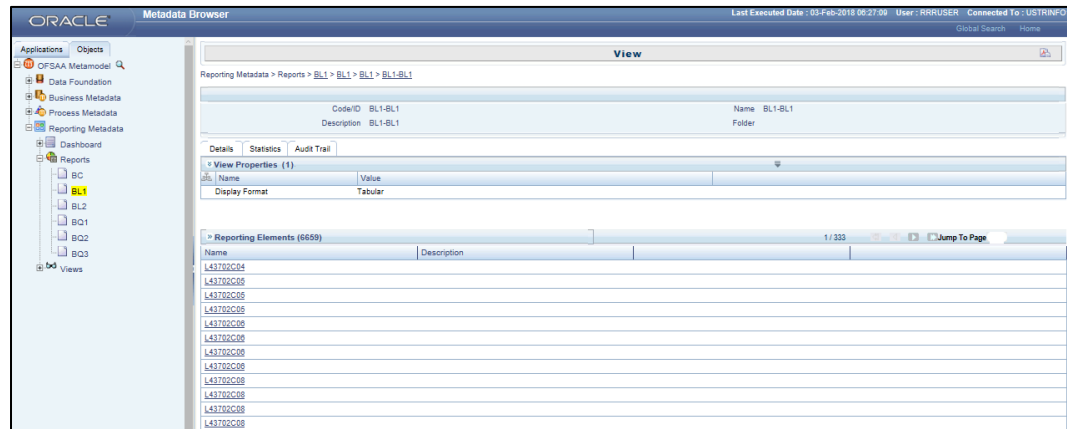 ORACLE
Metadata Browser
Last Executed Date : 03-Feb-2018 06:27:09 User : RRRUSER Connected To : USTRINFO
Global Search Home
Applications Objects
OFSAA Metamodel
Data Foundation
Business Metadata
Process Metadata
Reporting Metadata
Dashboard
Reports
BC
BL1
BL2
BQ1
BQ2
BQ3
Views
View
Reporting Metadata > Reports > BL1 > BL1 > BL1 > BL1-BL1
Code/ID BL1-BL1 Name BL1-BL1
Description BL1-BL1 Folder
Details Statistics Audit Trail
View Properties (1)
Name Value
Display Format Tabular
Reporting Elements (6659) 1 / 333 Jump To Page
Name Description
L43702C04
L43702C05
L43702C05
L43702C05
L43702C06
L43702C06
L43702C06
L43702C06
L43702C08
L43702C08
L43702C08
L43702C08